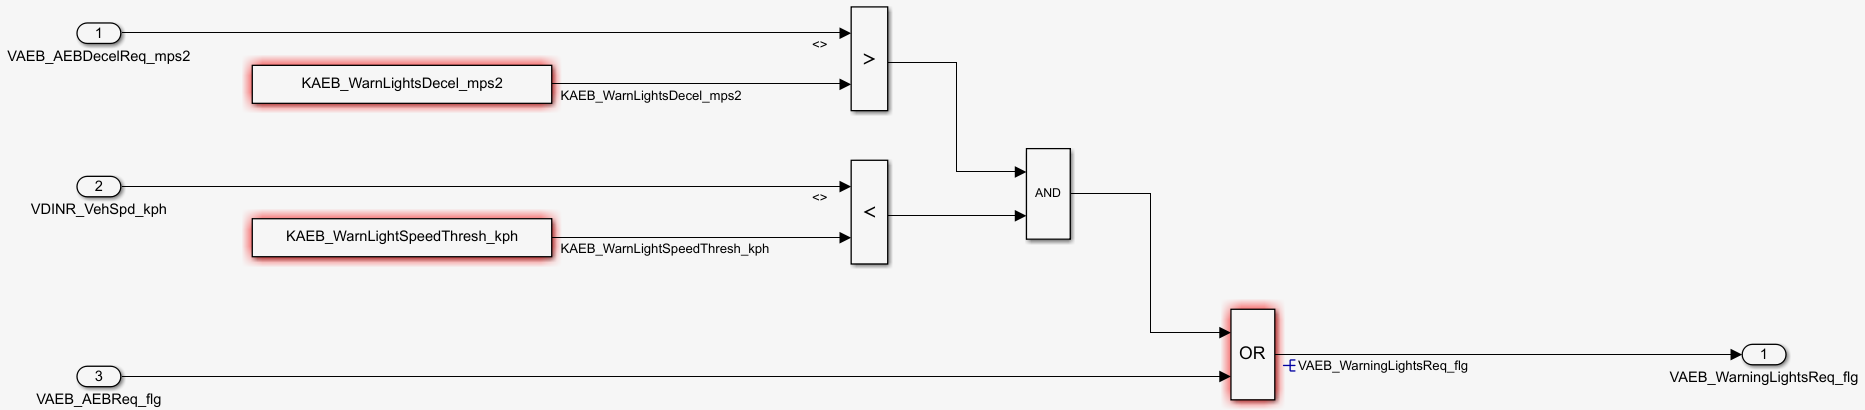 1
VAEB_AEBDecelReq_mps2
<>
KAEB_WarnLightsDecel_mps2
KAEB_WarnLightsDecel_mps2
>
2
VDINR_VehSpd_kph
<>
KAEB_WarnLightSpeedThresh_kph
KAEB_WarnLightSpeedThresh_kph
<
AND
3
VAEB_AEBReq_flg
OR
VAEB_WarningLightsReq_flg
1
VAEB_WarningLightsReq_flg